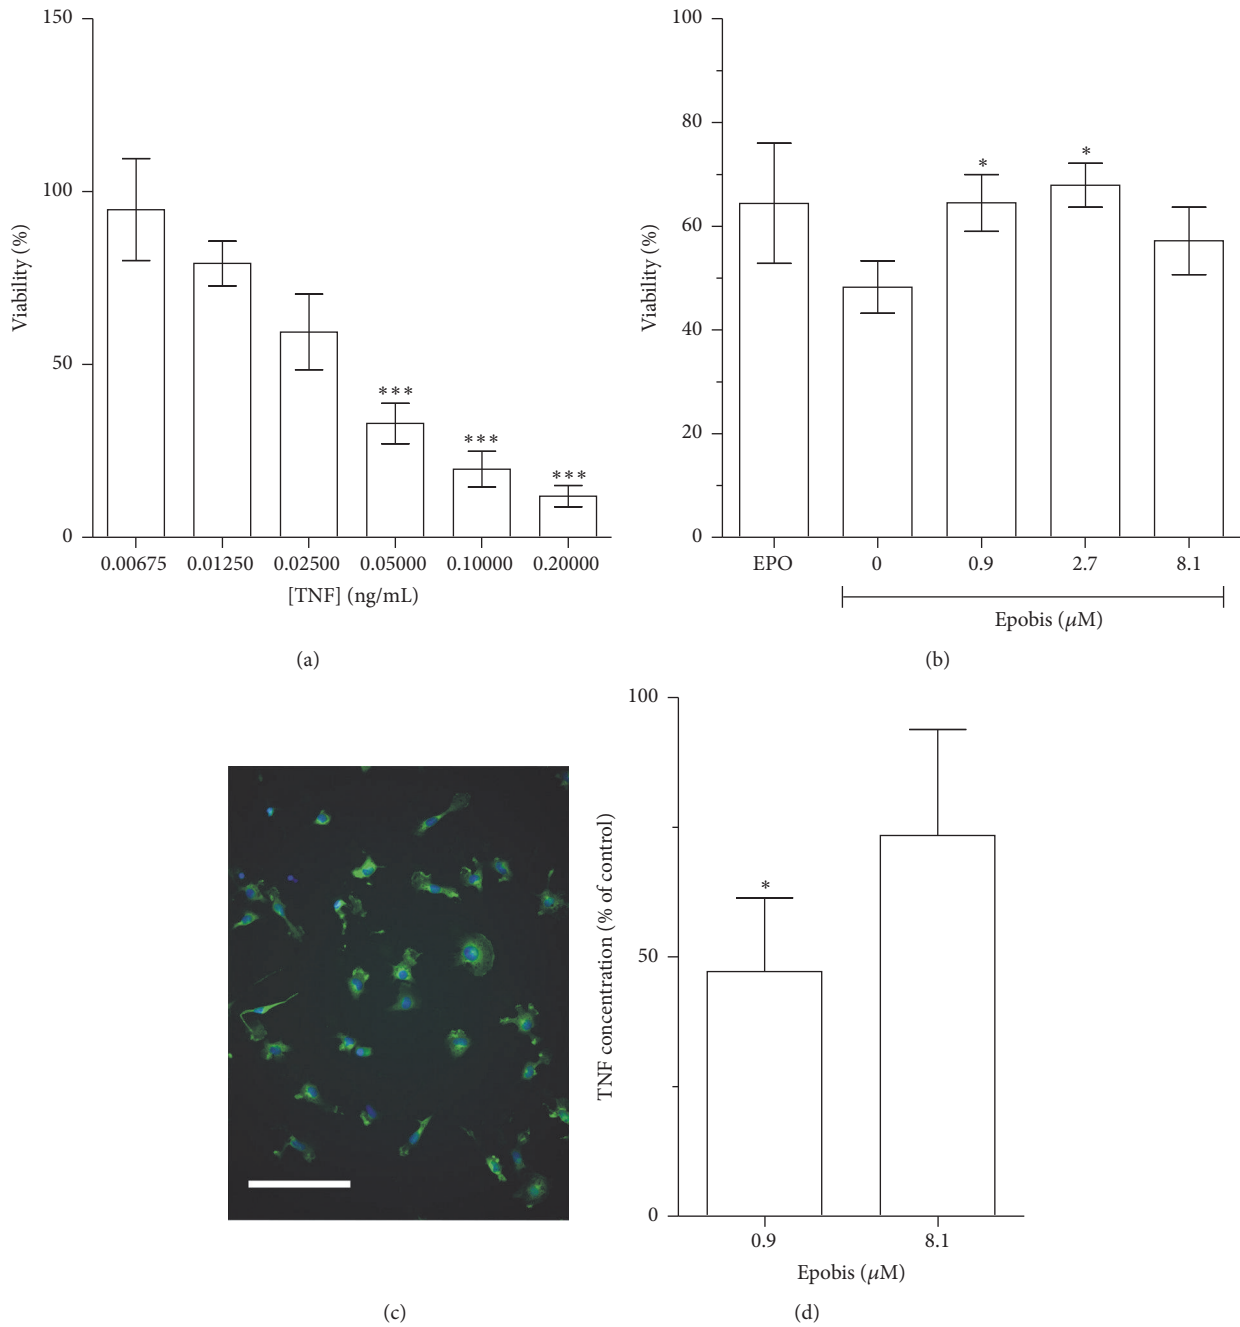 150
100
50
0
Viability (%)
***
***
***
0.00675 0.01250 0.02500 0.05000 0.10000 0.20000
[TNF] (ng/mL)
(a)
100
80
60
40
20
0
Viability (%)
*
*
EPO 0 0.9 2.7 8.1
Epobis (μM)
(b)
(c)
100
50
0
TNF concentration (% of control)
*
0.9 8.1
Epobis (μM)
(d)